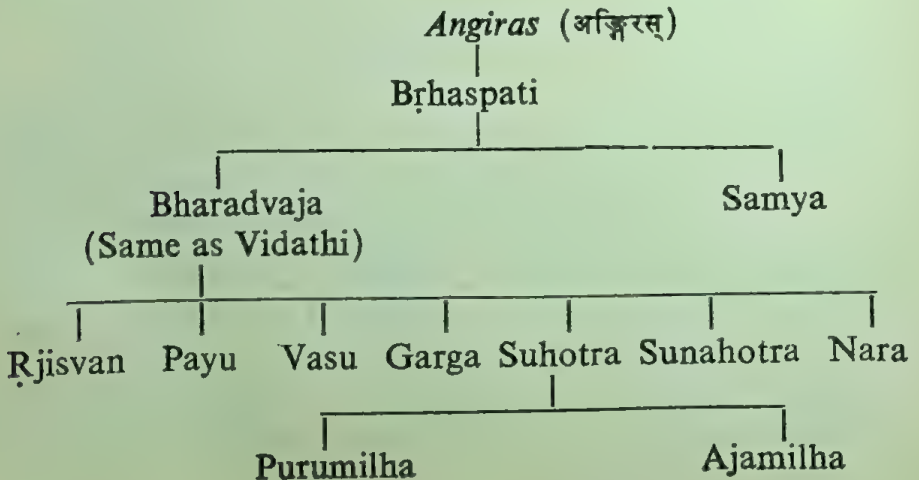 Angiras (अङ्गिरस्)
Bṛhaspati
Bharadvaja Samya
(Same as Vidathi)
Ṛjisvan Payu Vasu Garga Suhotra Sunahotra Nara
Purumilha Ajamilha